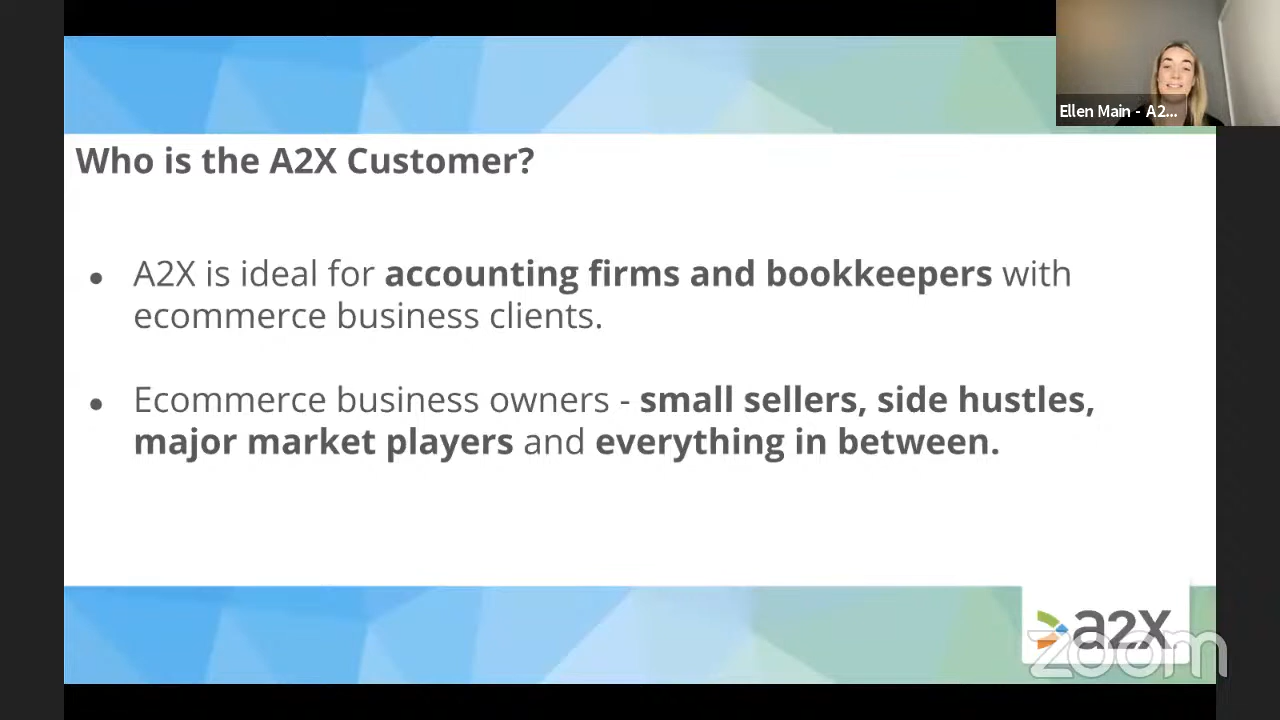 Ellen Main - A2...
Who is the A2X Customer?
● A2X is ideal for accounting firms and bookkeepers with
ecommerce business clients.
● Ecommerce business owners - small sellers, side hustles,
major market players and everything in between.
a2X
zoom